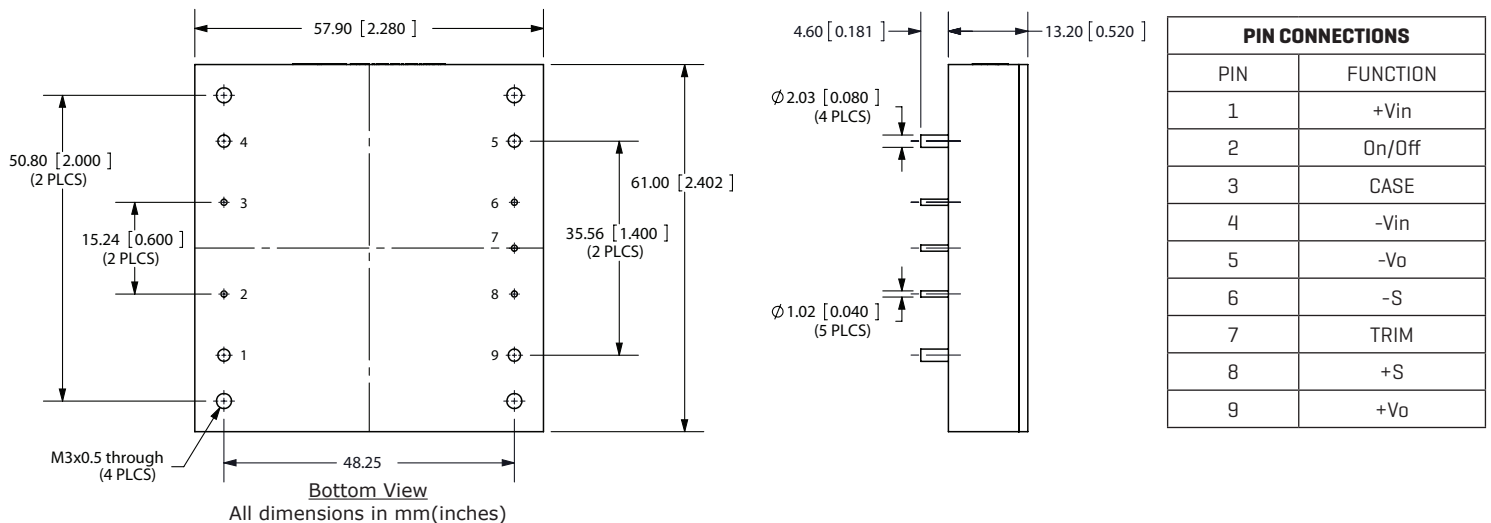 57.90 [2.280 ]
4
5
50.80 [2.000 ]
(2 PLCS)
3
6
61.00 [2.402 ]
15.24 [0.600 ]
(2 PLCS)
7
35.56 [1.400 ]
(2 PLCS)
2
8
1
9
M3x0.5 through
(4 PLCS)
48.25
Bottom View
All dimensions in mm(inches)
4.60 [0.181 ]
13.20 [0.520 ]
Ø2.03 [0.080 ]
(4 PLCS)
Ø1.02 [0.040 ]
(5 PLCS)
PIN CONNECTIONS
PIN FUNCTION
1 +Vin
2 On/Off
3 CASE
4 -Vin
5 -Vo
6 -S
7 TRIM
8 +S
9 +Vo